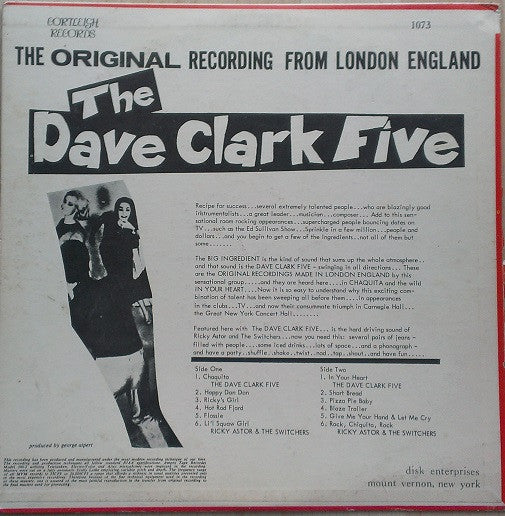 CORTLEIGH
RECORDS
1073
THE ORIGINAL RECORDING FROM LONDON ENGLAND
The
Dave Clark Five
Recipe for success...several extremely talented people...who are blazingly good
instrumentalists.....a great leader...musician...composer... Add to this sen-
sational room rocking appearances...supercharged people bouncing dates on
TV....such as the Ed Sullivan Show...Sprinkle in a few million...people and
dollars...and you begin to get a few of the ingredients..not all of them but
some........
The BIG INGREDIENT is the kind of sound that sums up the whole atmosphere..
and that sound is the DAVE CLARK FIVE - swinging in all directions... These
are the ORIGINAL RECORDINGS MADE IN LONDON ENGLAND by this
sensational group.....and they are heard here....in CHAQUITA and the wild
IN YOUR HEART....Now it is so easy to understand why this exciting comb-
ination of talent has been sweeping all before them....in appearances
In the clubs...TV....and now their consummate triumph in Carnegie Hall...
the Great New York Concert Hall........
Featured here with The DAVE CLARK FIVE...is the hard driving sound of
Ricky Astor and The Switchers...now you need this: several pairs of jeans -
filled with people...some iced drinks...lots of space...and a phonograph -
and have a party..shuffle..shake..twist..nod..top..shout..and have fun....
Side One
1. Chaquita
THE DAVE CLARK FIVE
2. Happy Dan Dan
3. Ricky's Girl
4. Hot Rod Fjord
5. Flossie
6. Li'l Squaw Girl
RICKY ASTOR & THE SWITCHERS
Side Two
1. In Your Heart
THE DAVE CLARK FIVE
2. Short Bread
3. Pizza Pie Baby
4. Blaze Trailer
5. Give Me Your Hand & Let Me Cry
6. Rock, Chiquita, Rock
RICKY ASTOR & THE SWITCHERS
produced by george alpert
disk enterprises
mount vernon, new york